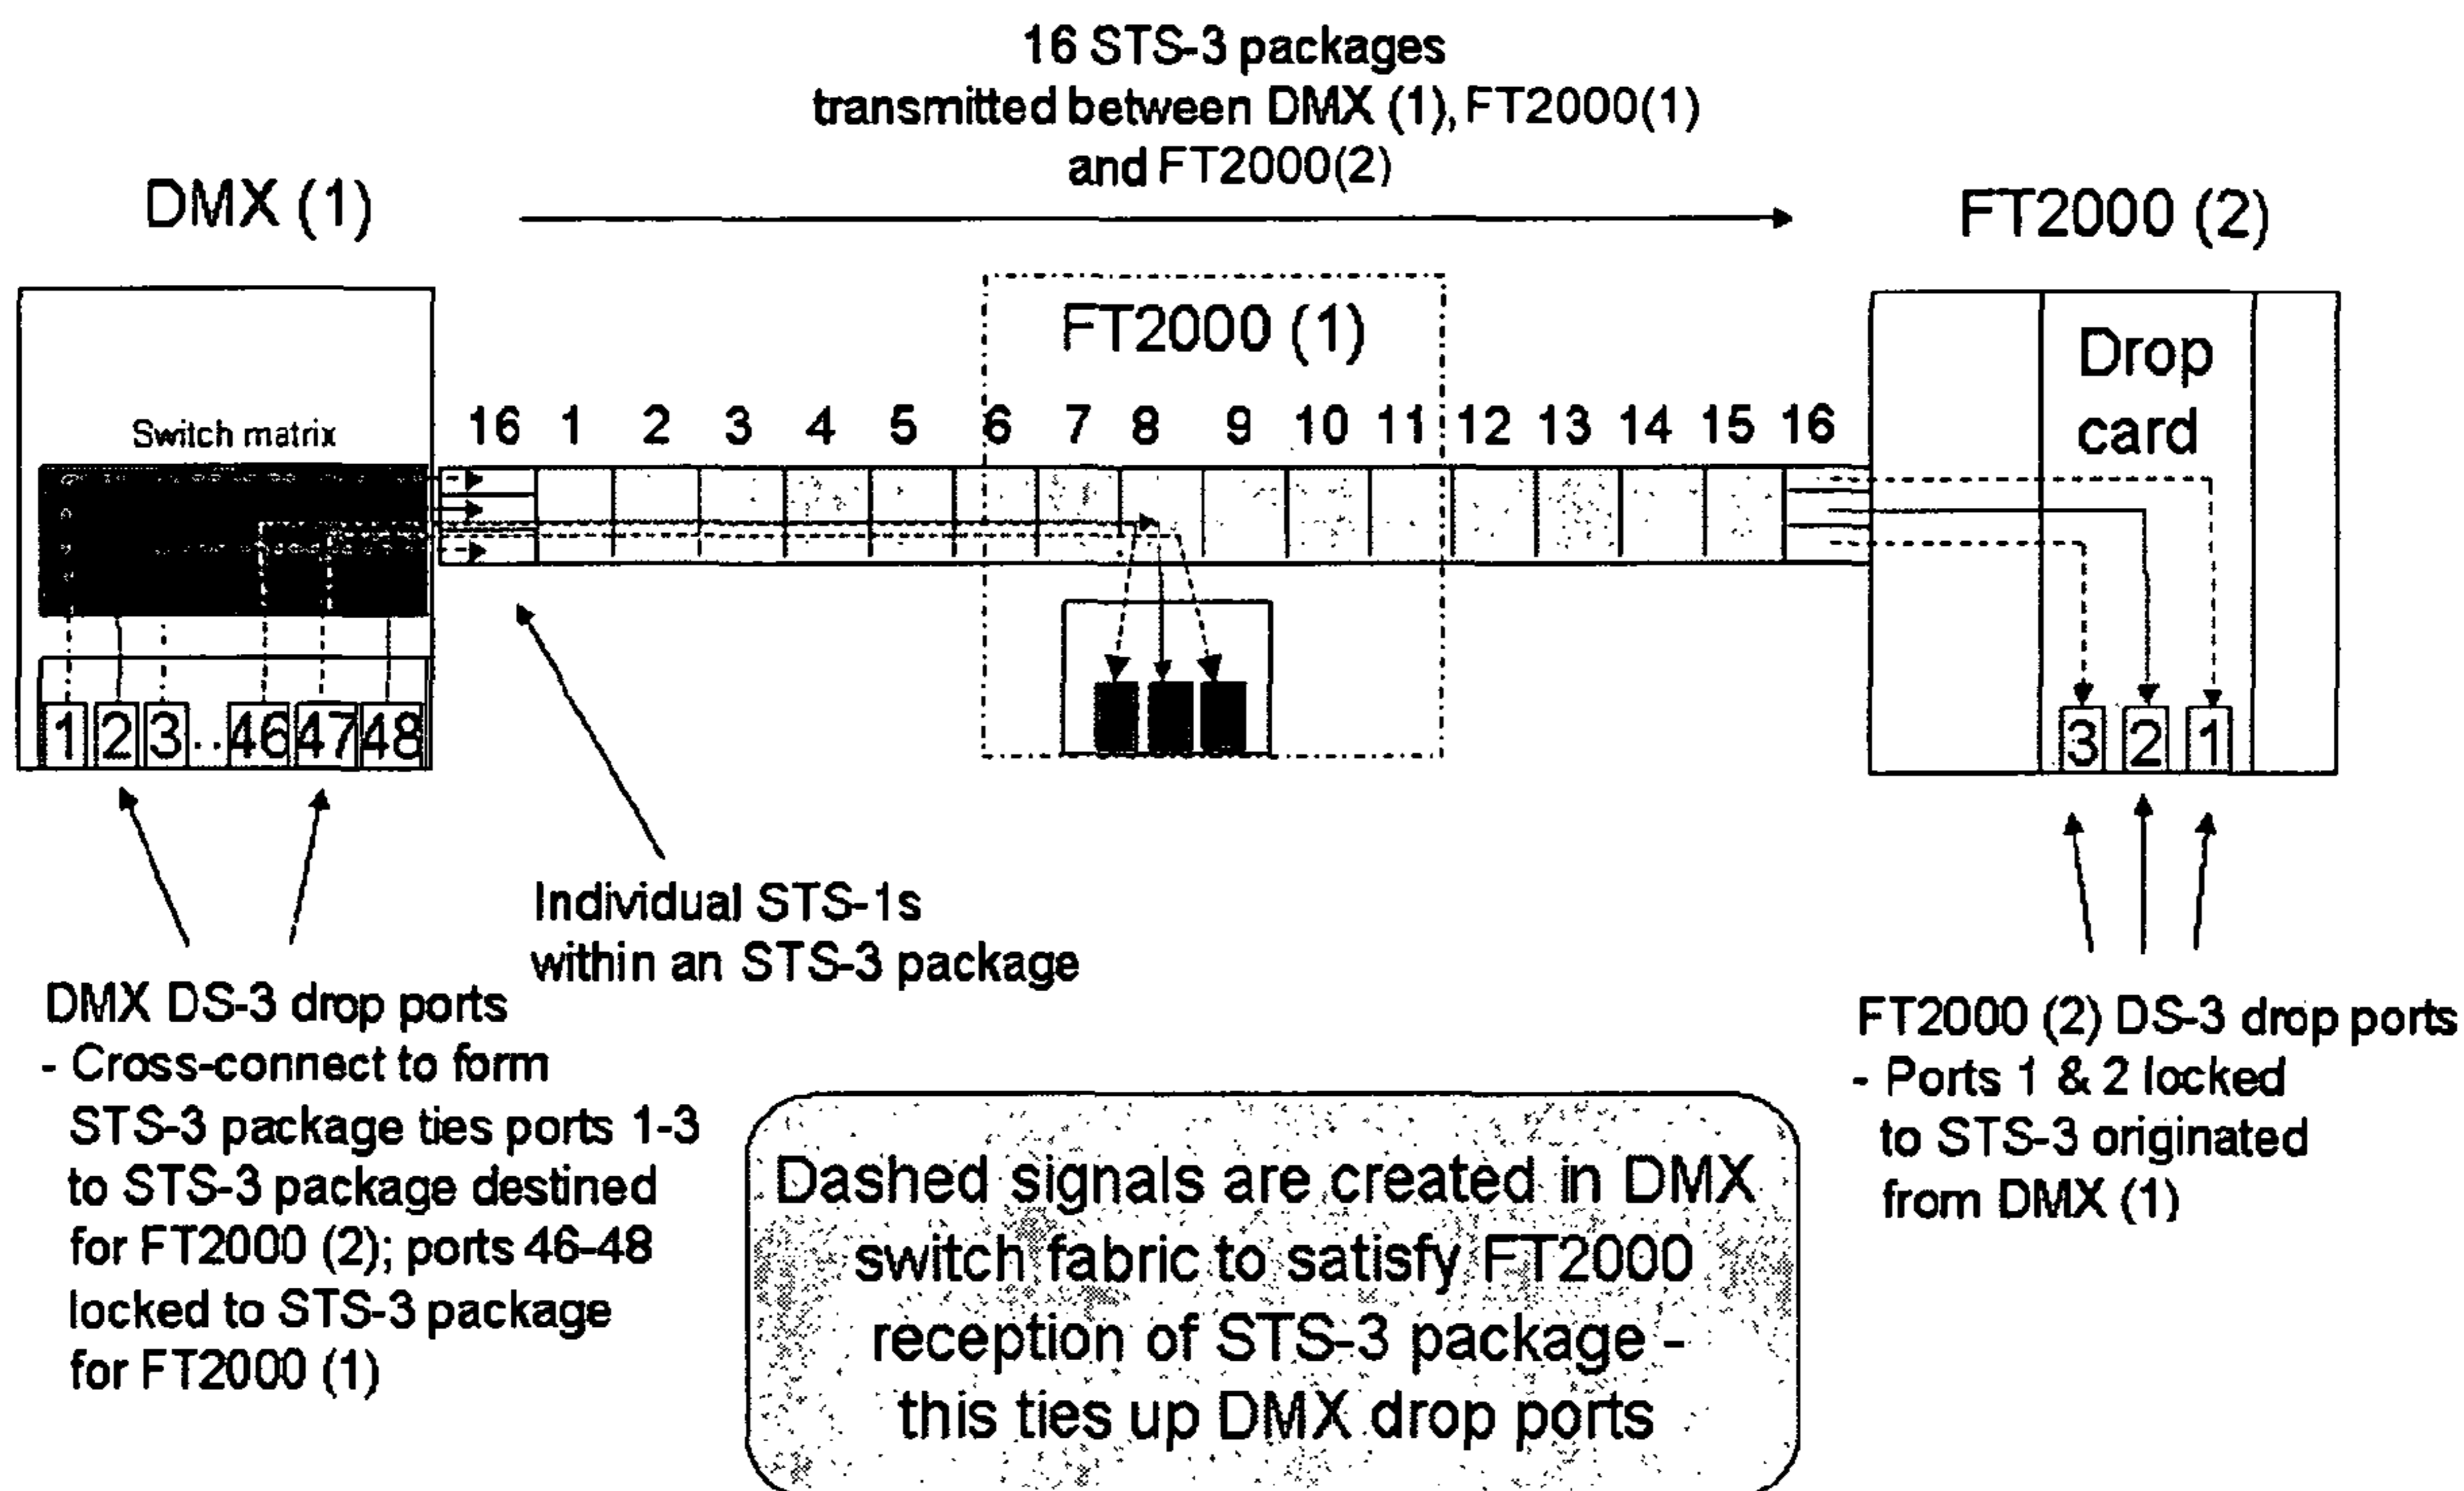 16 STS-3 packages
transmitted between DMX (1), FT2000(1)
and FT2000(2)
DMX (1)
FT2000 (2)
FT2000 (1)
Drop
card
Switch matrix
16 1 2 3 4 5 6 7 8 9 10 11 12 13 14 15 16
1 2 3 .. 46 47 48
3 2 1
Individual STS-1s
within an STS-3 package
DMX DS-3 drop ports
- Cross-connect to form
STS-3 package ties ports 1-3
to STS-3 package destined
for FT2000 (2); ports 46-48
locked to STS-3 package
for FT2000 (1)
FT2000 (2) DS-3 drop ports
- Ports 1 & 2 locked
to STS-3 originated
from DMX (1)
Dashed signals are created in DMX
switch fabric to satisfy FT2000
reception of STS-3 package -
this ties up DMX drop ports